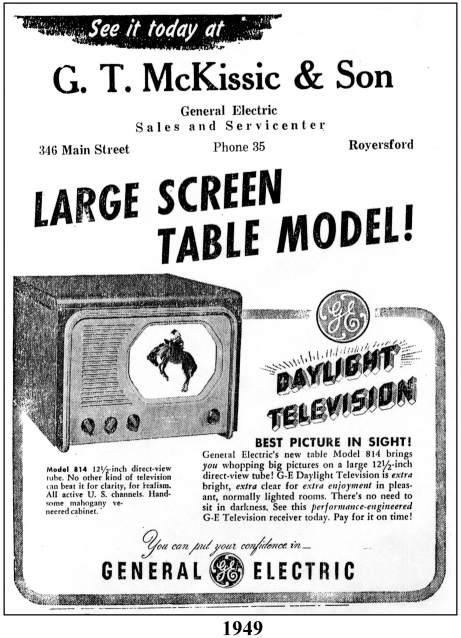 See it today at
G. T. McKissic & Son
General Electric
Sales and Servicenter
346 Main Street Phone 35 Royersford
LARGE SCREEN
TABLE MODEL!
GE
DAYLIGHT
TELEVISION
BEST PICTURE IN SIGHT!
General Electric's new table Model 814 brings
you whopping big pictures on a large 12½-inch
direct-view tube! G-E Daylight Television is extra
bright, extra clear for extra enjoyment in pleas-
ant, normally lighted rooms. There's no need to
sit in darkness. See this performance-engineered
G-E Television receiver today. Pay for it on time!
Model 814 12½-inch direct-view
tube. No other kind of television
can beat it for clarity, for realism.
All active U. S. channels. Hand-
some mahogany ve-
neered cabinet.
You can put your confidence in—
GENERAL GE ELECTRIC
1949